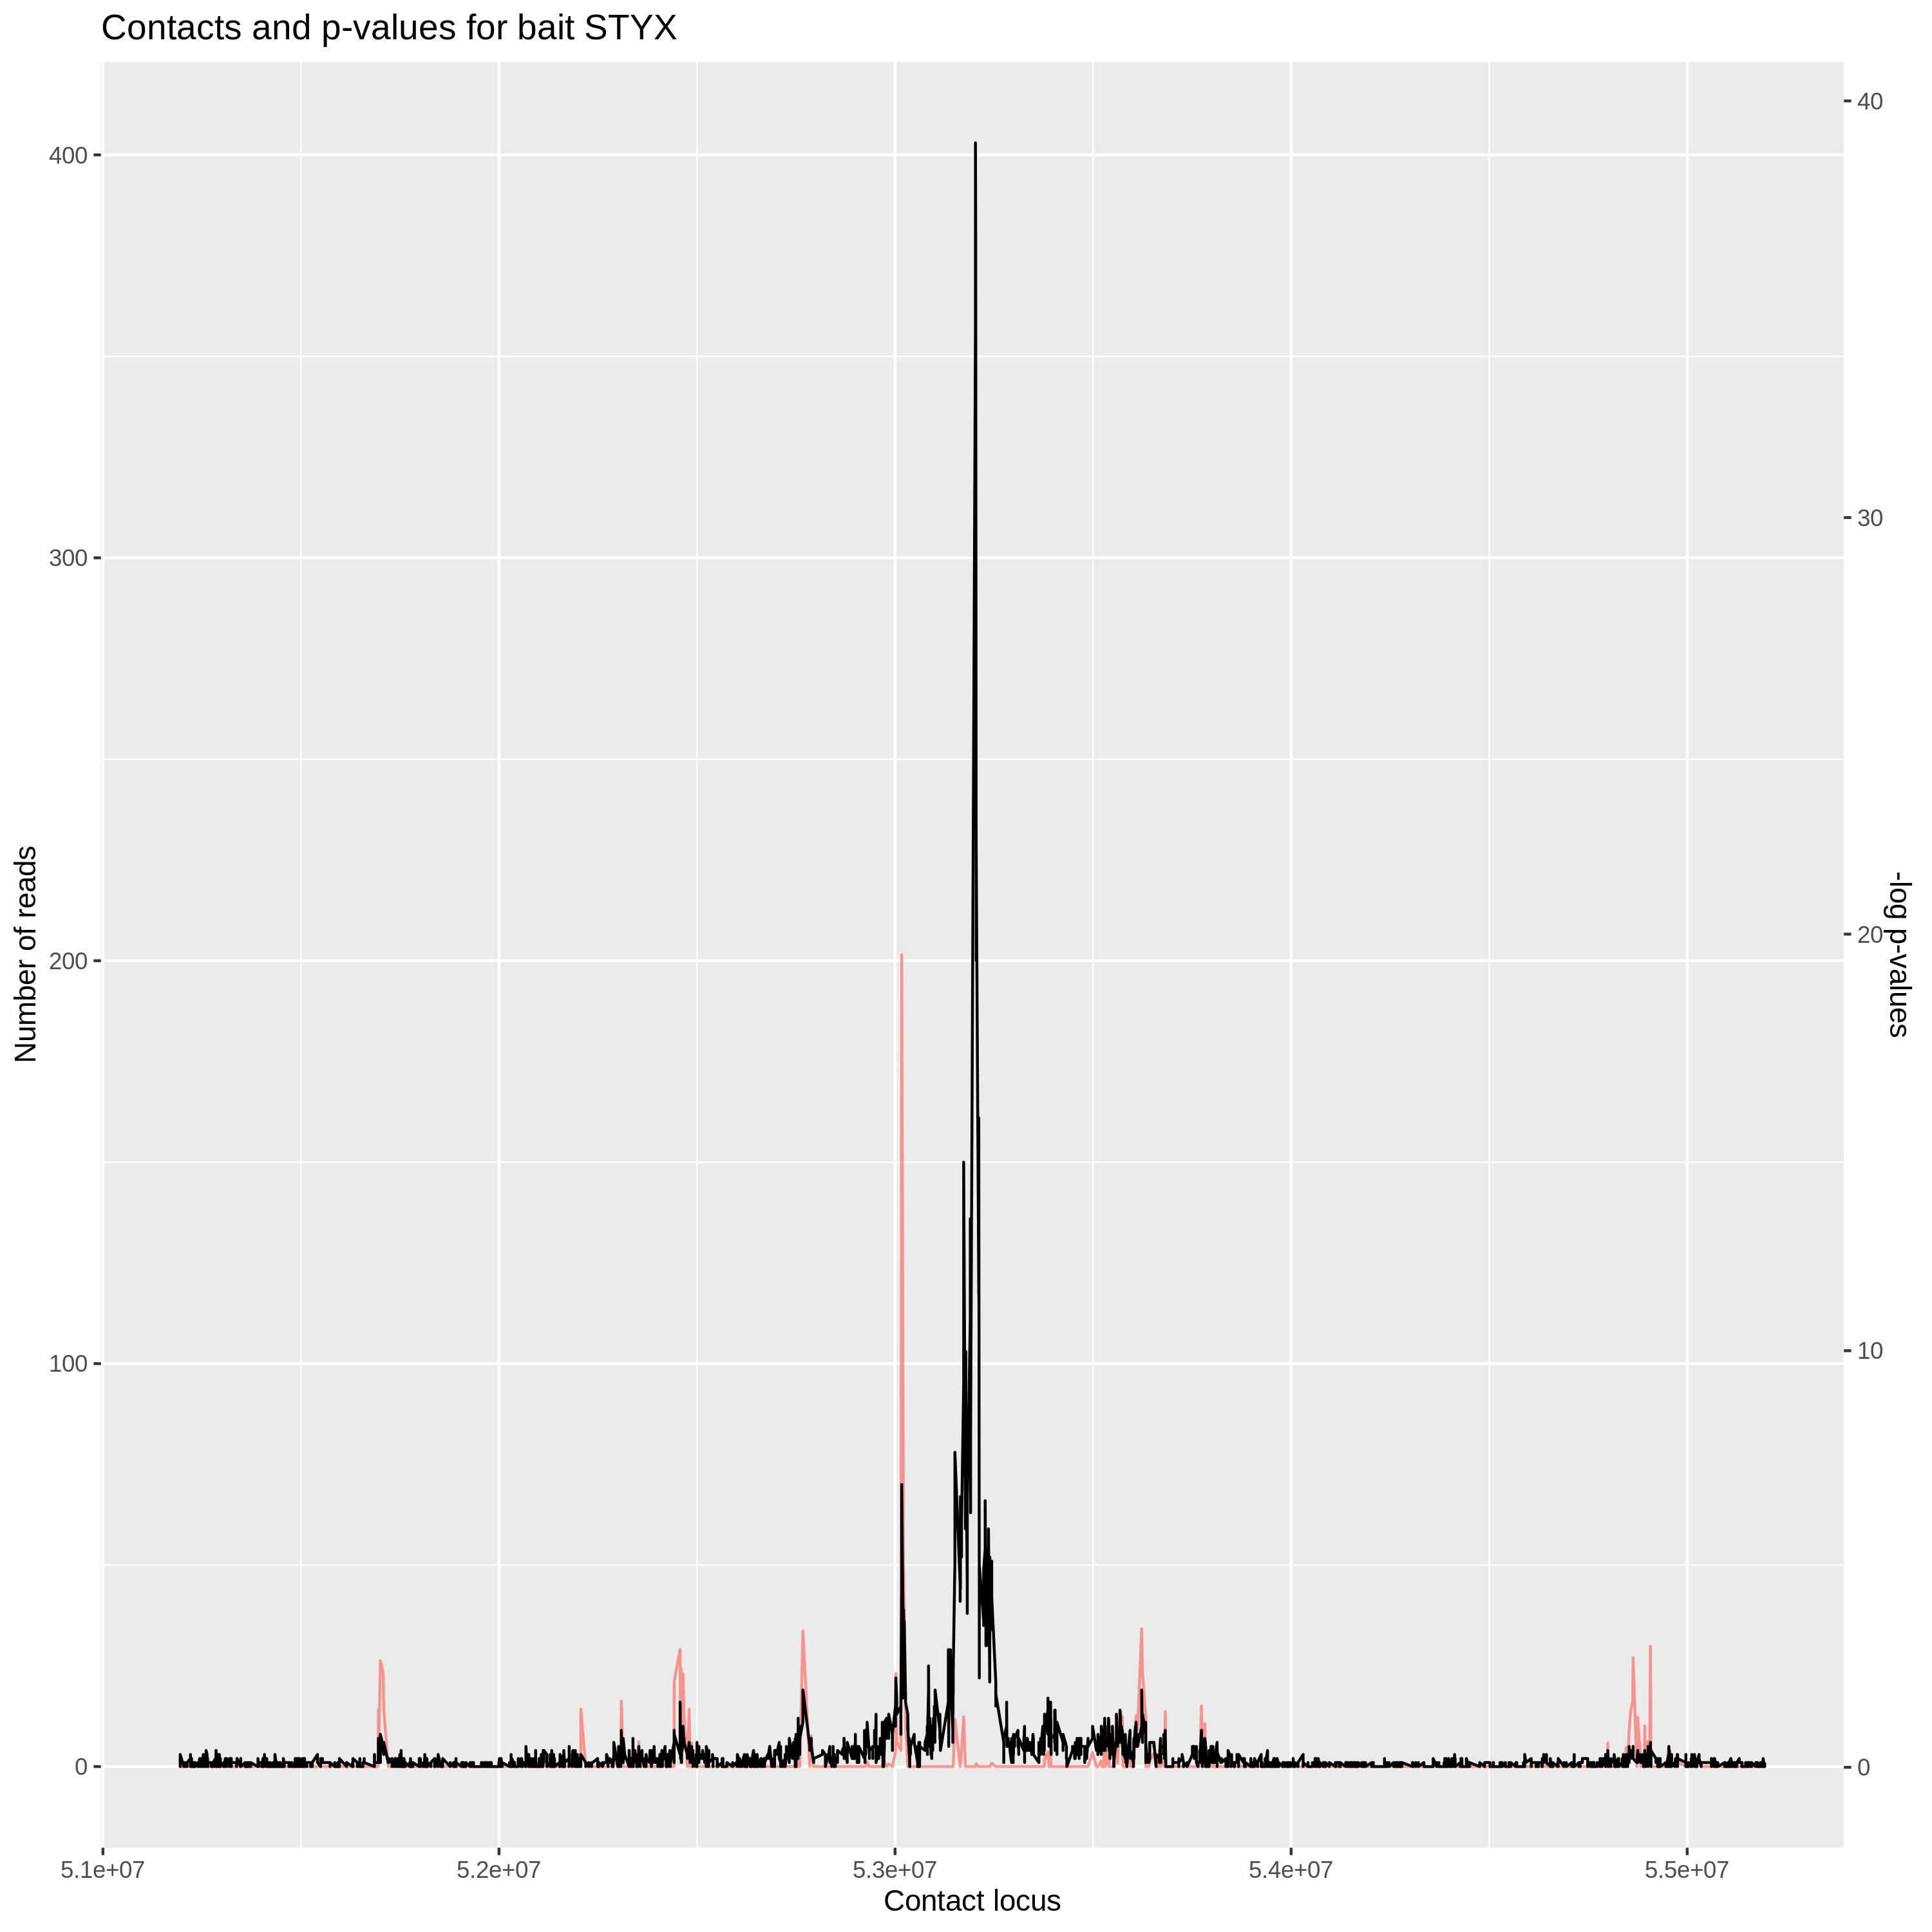 Contacts and p-values for bait STYX
400
300
200
100
0
Number of reads
40
30
20
10
0
-log p-values
5.1e+07
5.2e+07
5.3e+07
5.4e+07
5.5e+07
Contact locus